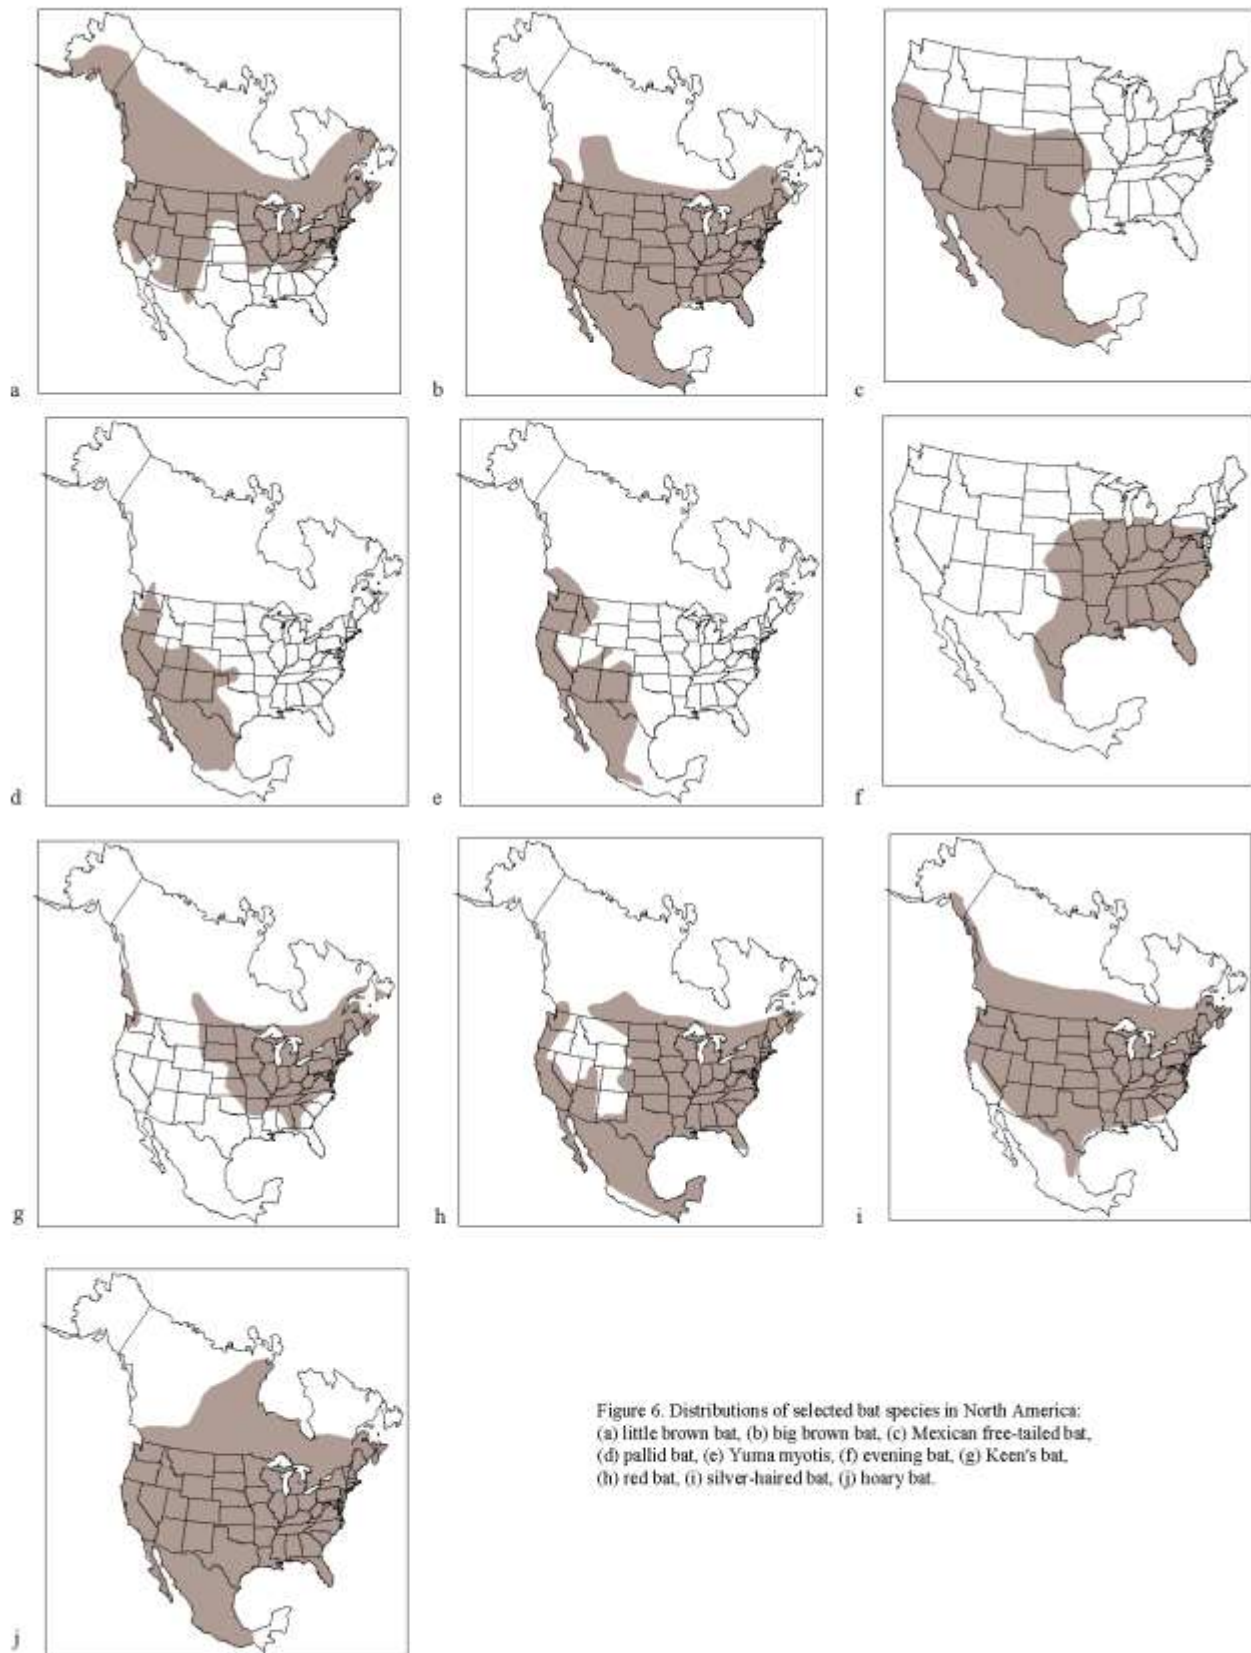 a
b
c
d
e
f
g
h
i
j
Figure 6. Distributions of selected bat species in North America:
(a) little brown bat, (b) big brown bat, (c) Mexican free-tailed bat,
(d) pallid bat, (e) Yuma myotis, (f) evening bat, (g) Keen's bat,
(h) red bat, (i) silver-haired bat, (j) hoary bat.